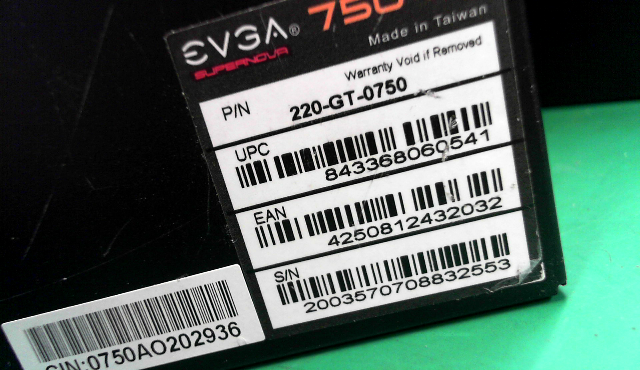 EVGA® 750
SUPERNOVA
Made in Taiwan
Warranty Void if Removed
P/N 220-GT-0750
UPC
843368060541
EAN
4250812432032
S/N
2003570708832553
CIN:0750AO202936